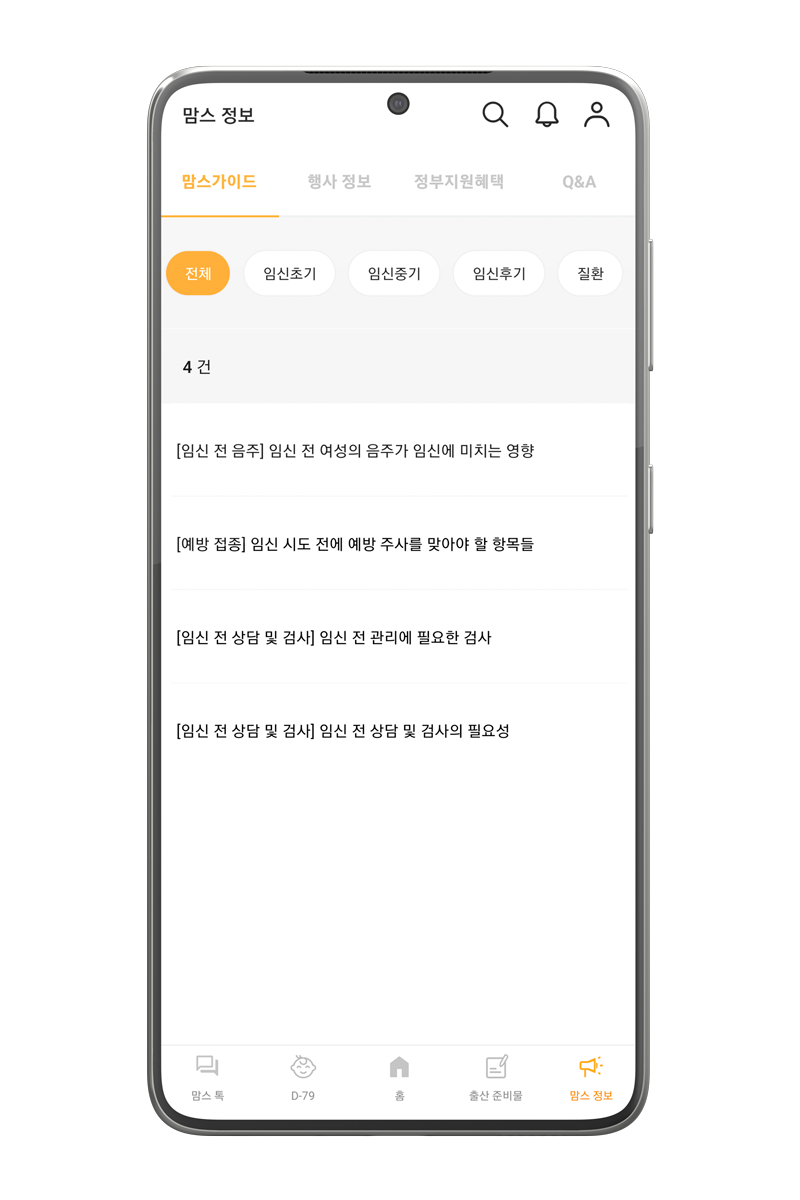 맘스 정보
맘스가이드 행사 정보 정부지원혜택 Q&A
전체 임신초기 임신중기 임신후기 질환
4 건
[임신 전 음주] 임신 전 여성의 음주가 임신에 미치는 영향
[예방 접종] 임신 시도 전에 예방 주사를 맞아야 할 항목들
[임신 전 상담 및 검사] 임신 전 관리에 필요한 검사
[임신 전 상담 및 검사] 임신 전 상담 및 검사의 필요성
맘스 톡 D-79 홈 출산 준비물 맘스 정보